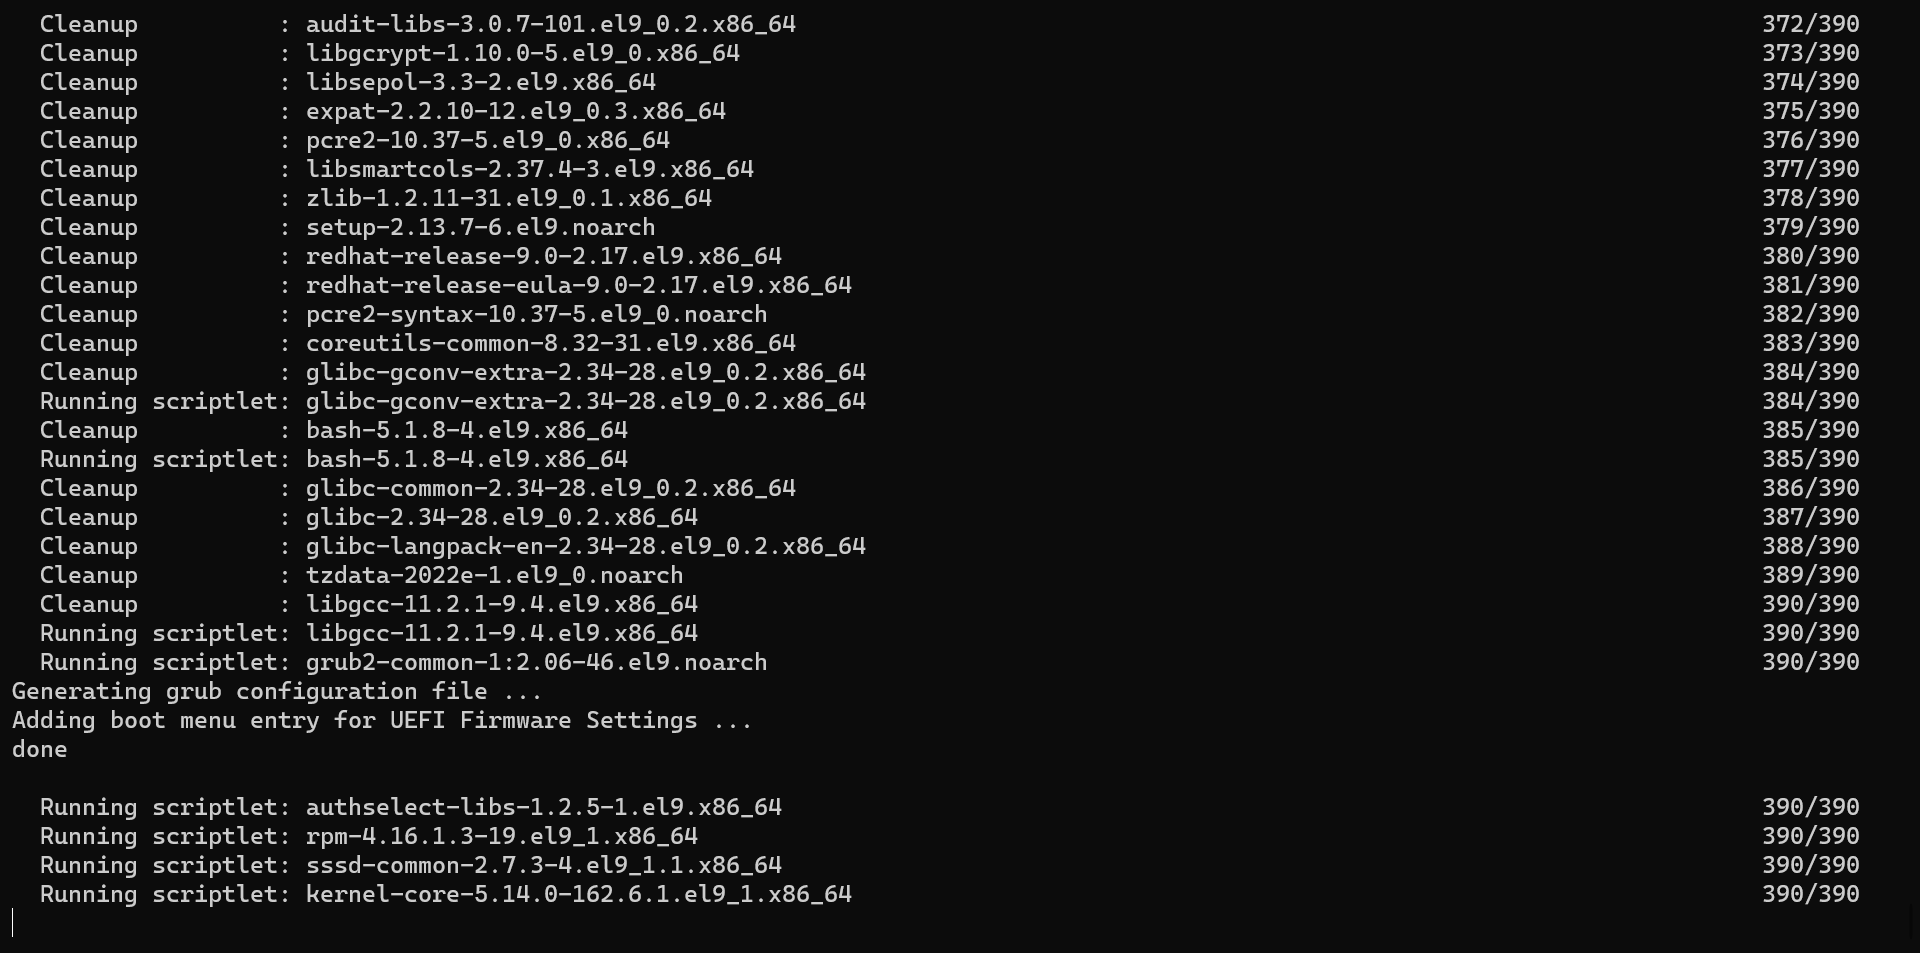 Cleanup          : audit-libs-3.0.7-101.el9_0.2.x86_64 372/390
Cleanup          : libgcrypt-1.10.0-5.el9_0.x86_64 373/390
Cleanup          : libsepol-3.3-2.el9.x86_64 374/390
Cleanup          : expat-2.2.10-12.el9_0.3.x86_64 375/390
Cleanup          : pcre2-10.37-5.el9_0.x86_64 376/390
Cleanup          : libsmartcols-2.37.4-3.el9.x86_64 377/390
Cleanup          : zlib-1.2.11-31.el9_0.1.x86_64 378/390
Cleanup          : setup-2.13.7-6.el9.noarch 379/390
Cleanup          : redhat-release-9.0-2.17.el9.x86_64 380/390
Cleanup          : redhat-release-eula-9.0-2.17.el9.x86_64 381/390
Cleanup          : pcre2-syntax-10.37-5.el9_0.noarch 382/390
Cleanup          : coreutils-common-8.32-31.el9.x86_64 383/390
Cleanup          : glibc-gconv-extra-2.34-28.el9_0.2.x86_64 384/390
Running scriptlet: glibc-gconv-extra-2.34-28.el9_0.2.x86_64 384/390
Cleanup          : bash-5.1.8-4.el9.x86_64 385/390
Running scriptlet: bash-5.1.8-4.el9.x86_64 385/390
Cleanup          : glibc-common-2.34-28.el9_0.2.x86_64 386/390
Cleanup          : glibc-2.34-28.el9_0.2.x86_64 387/390
Cleanup          : glibc-langpack-en-2.34-28.el9_0.2.x86_64 388/390
Cleanup          : tzdata-2022e-1.el9_0.noarch 389/390
Cleanup          : libgcc-11.2.1-9.4.el9.x86_64 390/390
Running scriptlet: libgcc-11.2.1-9.4.el9.x86_64 390/390
Running scriptlet: grub2-common-1:2.06-46.el9.noarch 390/390
Generating grub configuration file ...
Adding boot menu entry for UEFI Firmware Settings ...
done
Running scriptlet: authselect-libs-1.2.5-1.el9.x86_64 390/390
Running scriptlet: rpm-4.16.1.3-19.el9_1.x86_64 390/390
Running scriptlet: sssd-common-2.7.3-4.el9_1.1.x86_64 390/390
Running scriptlet: kernel-core-5.14.0-162.6.1.el9_1.x86_64 390/390